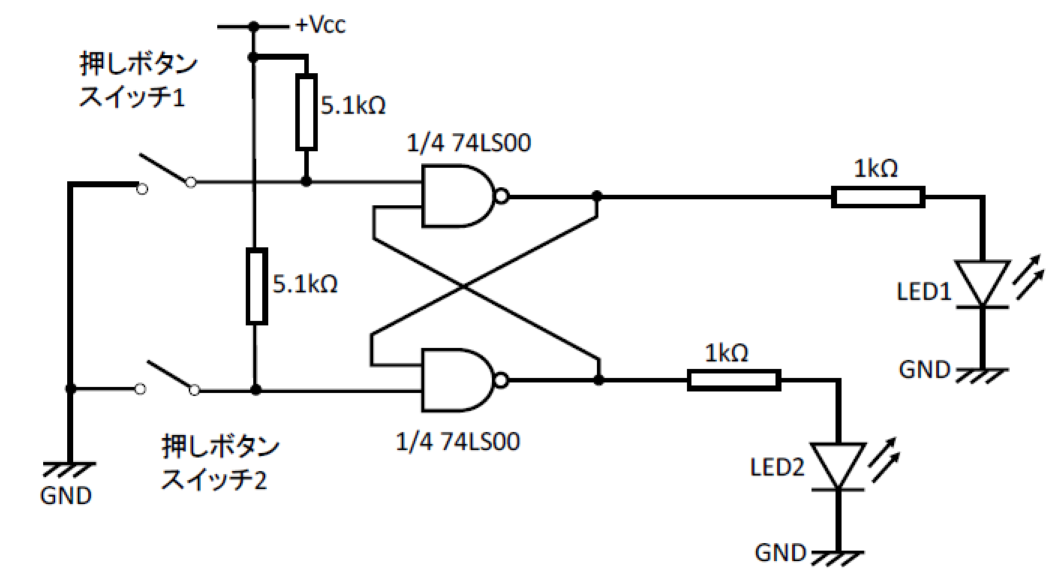 +Vcc
押しボタン
スイッチ1
5.1kΩ
1/4 74LS00
1kΩ
5.1kΩ
LED1
1kΩ
GND
押しボタン
スイッチ2
1/4 74LS00
LED2
GND
GND